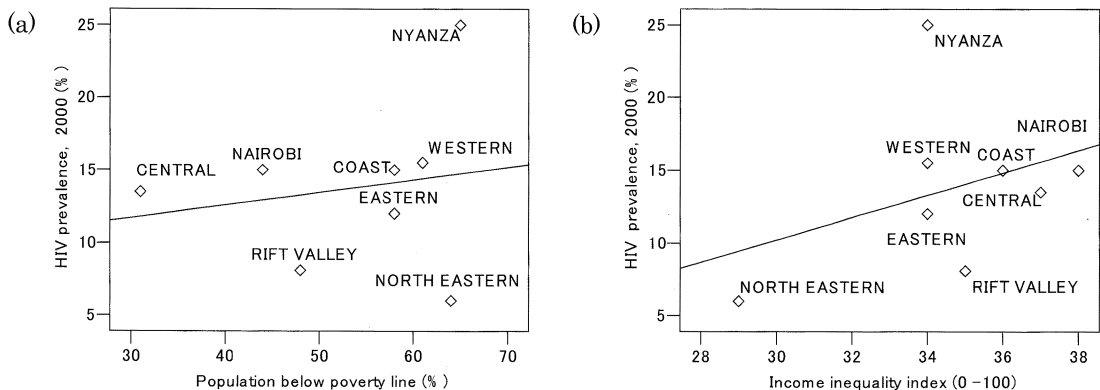 (a)
HIV prevalence, 2000 (%)
25
20
15
10
5
NYANZA
CENTRAL
NAIROBI
COAST
WESTERN
EASTERN
RIFT VALLEY
NORTH EASTERN
30 40 50 60 70
Population below poverty line (%)
(b)
HIV prevalence, 2000 (%)
25
20
15
10
5
NYANZA
NAIROBI
WESTERN
COAST
CENTRAL
EASTERN
NORTH EASTERN
RIFT VALLEY
28 30 32 34 36 38
Income inequality index (0-100)